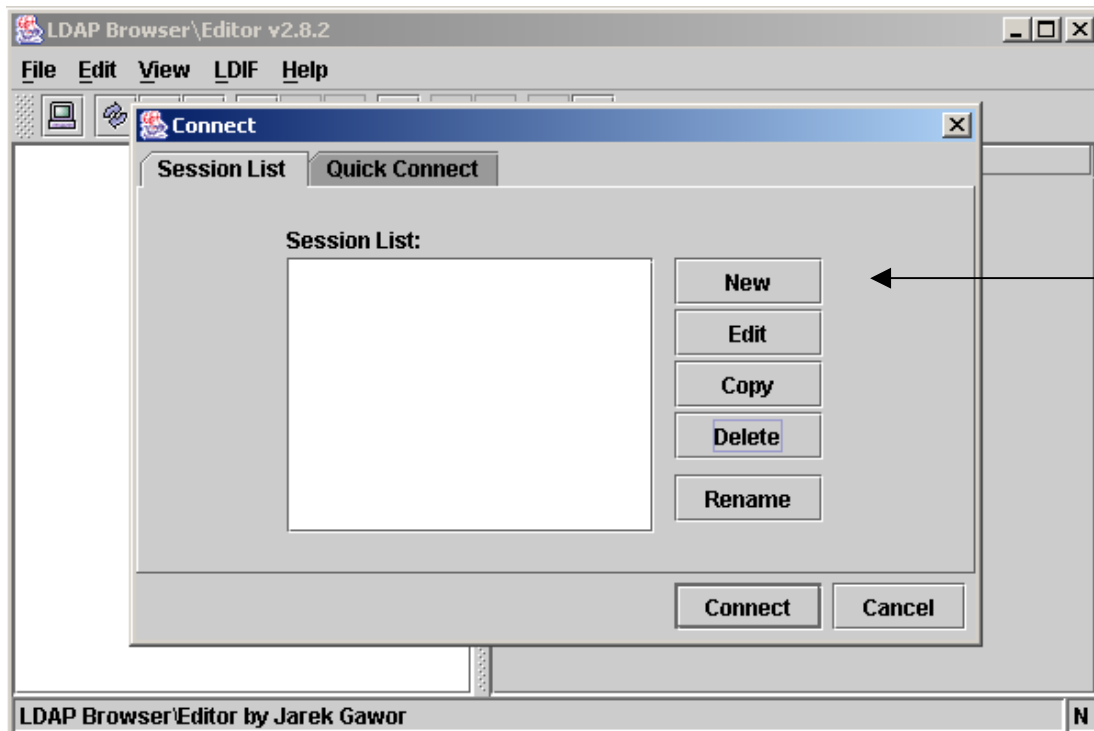 LDAP Browser\Editor v2.8.2
File Edit View LDIF Help
Connect
Session List Quick Connect
Session List:
New
Edit
Copy
Delete
Rename
Connect Cancel
LDAP Browser\Editor by Jarek Gawor N